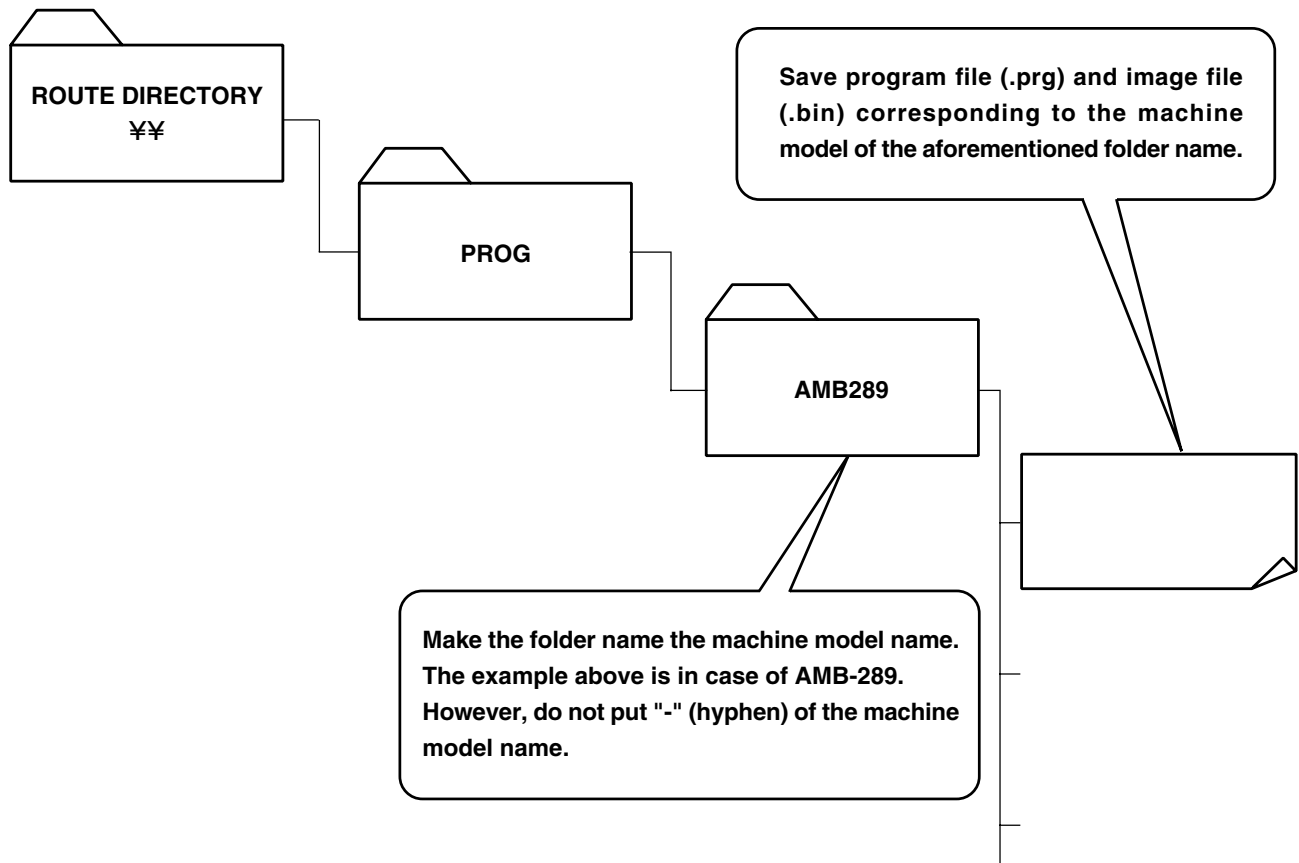 ROUTE DIRECTORY
¥¥
PROG
AMB289
Save program file (.prg) and image file
(.bin) corresponding to the machine
model of the aforementioned folder name.
Make the folder name the machine model name.
The example above is in case of AMB-289.
However, do not put "-" (hyphen) of the machine
model name.